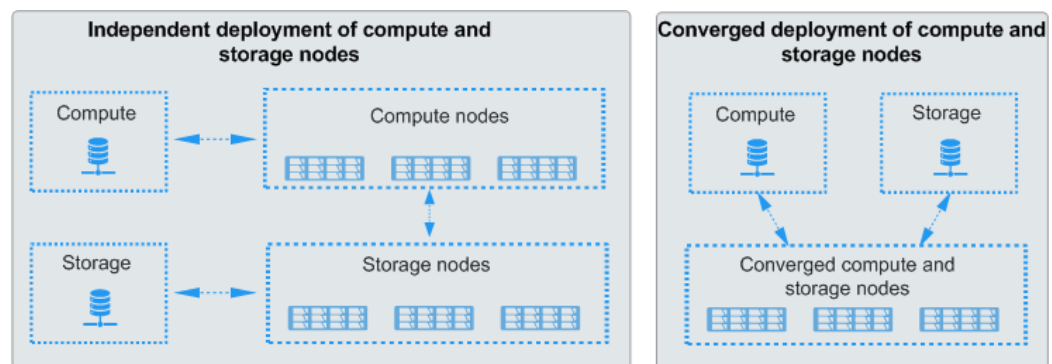 Independent deployment of compute and
storage nodes
Compute
Compute nodes
Storage
Storage nodes
Converged deployment of compute and
storage nodes
Compute
Storage
Converged compute and
storage nodes